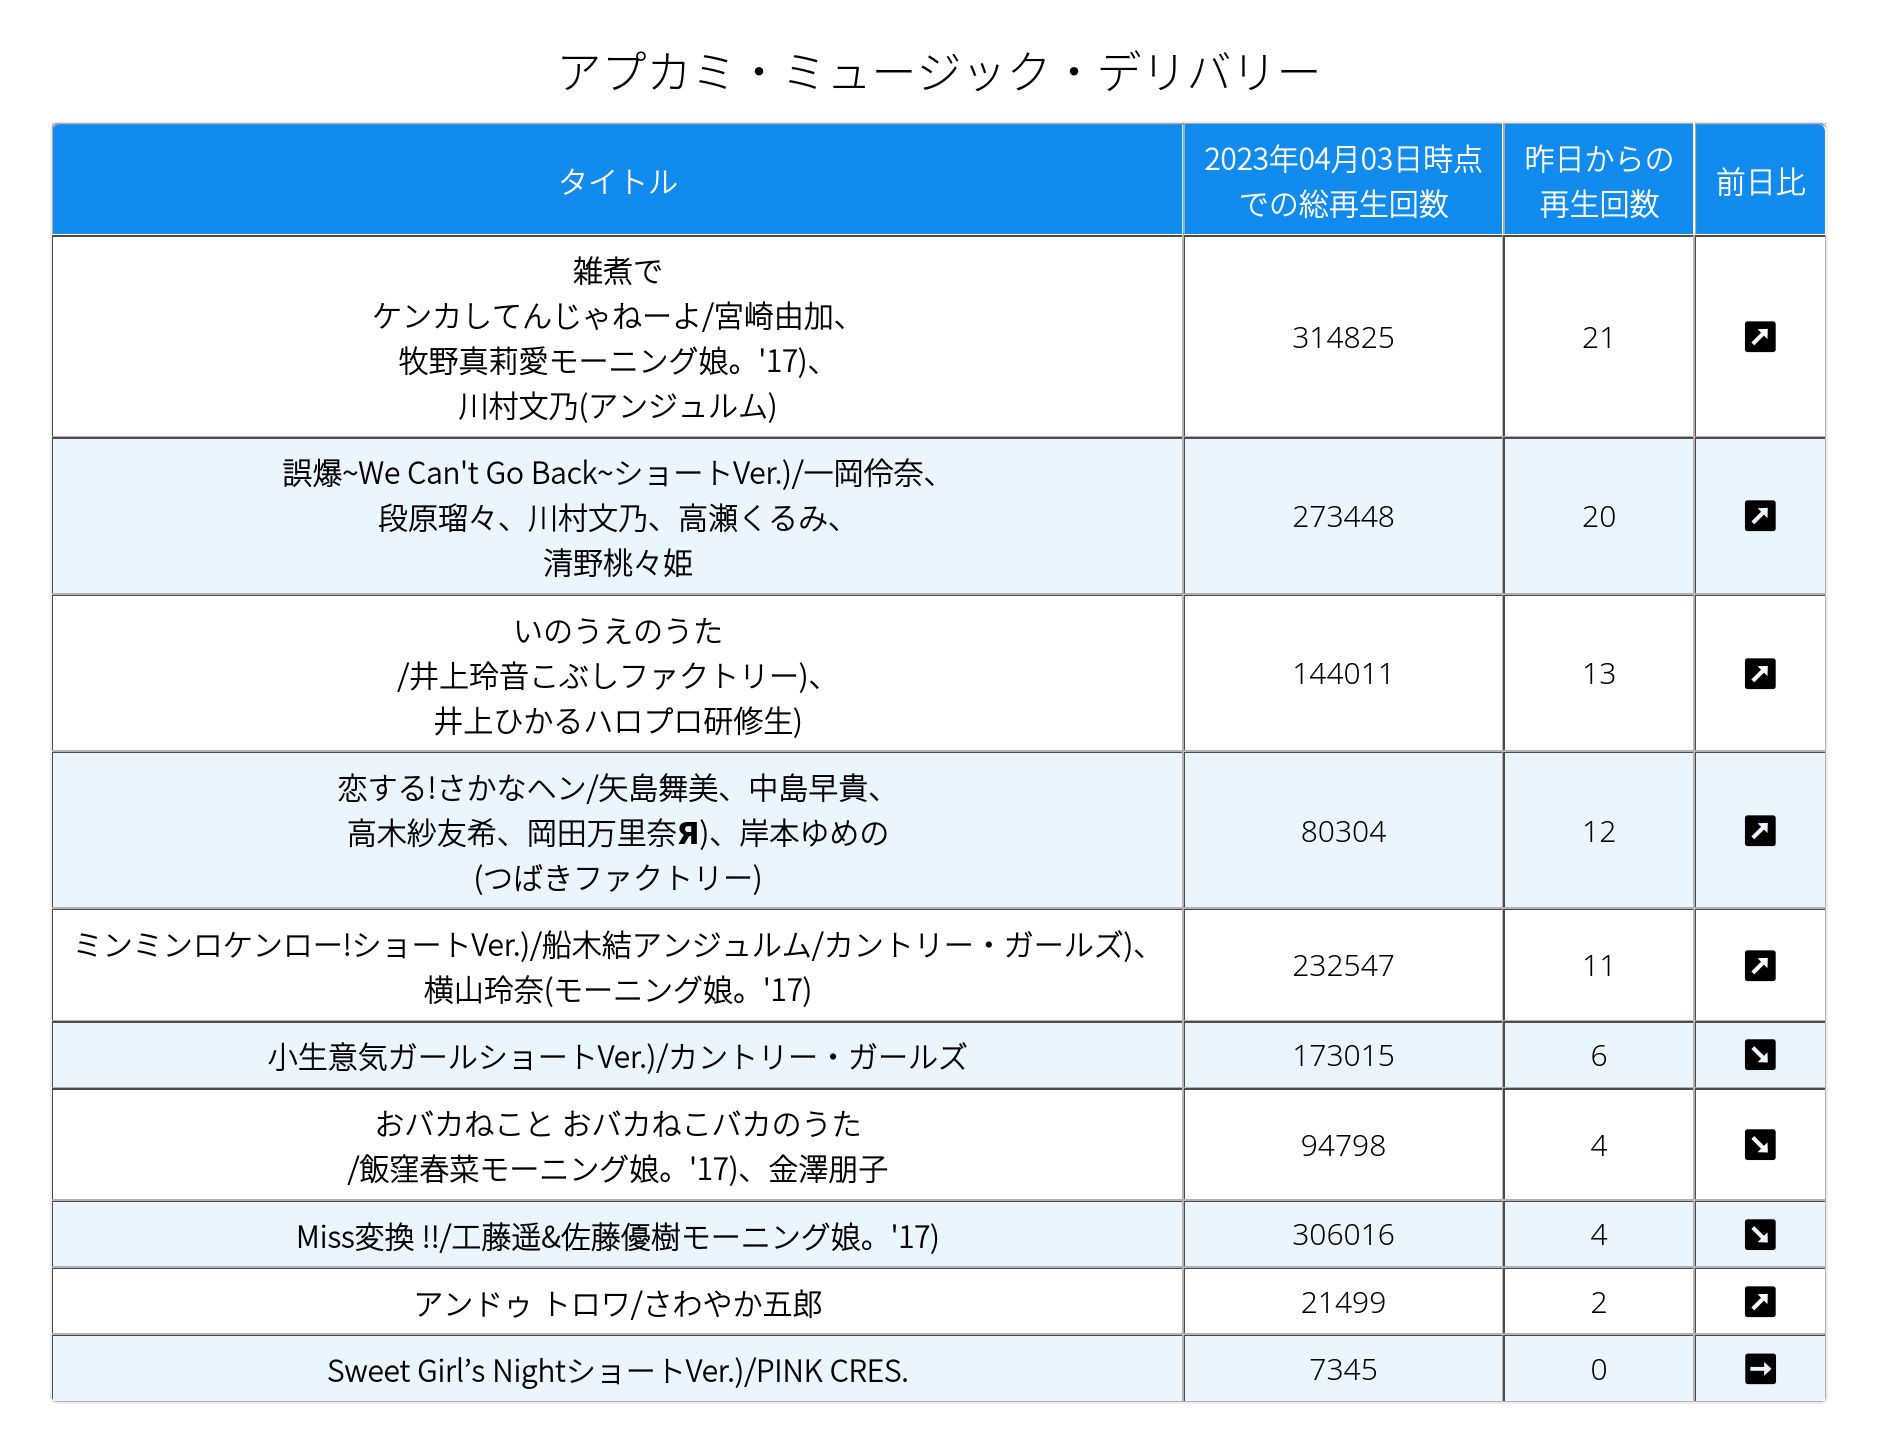 アプカミ・ミュージック・デリバリー
タイトル
2023年04月03日時点
での総再生回数
昨日からの
再生回数
前日比
雑煮で
ケンカしてんじゃねーよ/宮崎由加、
牧野真莉愛モーニング娘。'17)、
川村文乃(アンジュルム)
314825
21
↗
誤爆~We Can't Go Back~ショートVer.)/一岡伶奈、
段原瑠々、川村文乃、高瀬くるみ、
清野桃々姫
273448
20
↗
いのうえのうた
/井上玲音こぶしファクトリー)、
井上ひかるハロプロ研修生)
144011
13
↗
恋する!さかなヘン/矢島舞美、中島早貴、
高木紗友希、岡田万里奈Я)、岸本ゆめの
(つばきファクトリー)
80304
12
↗
ミンミンロケンロー!ショートVer.)/船木結アンジュルム/カントリー・ガールズ)、
横山玲奈(モーニング娘。'17)
232547
11
↗
小生意気ガールショートVer.)/カントリー・ガールズ
173015
6
↘
おバカねこと おバカねこバカのうた
/飯窪春菜モーニング娘。'17)、金澤朋子
94798
4
↘
Miss変換 !!/工藤遥&佐藤優樹モーニング娘。'17)
306016
4
↘
アンドゥ トロワ/さわやか五郎
21499
2
↗
Sweet Girl’s NightショートVer.)/PINK CRES.
7345
0
→